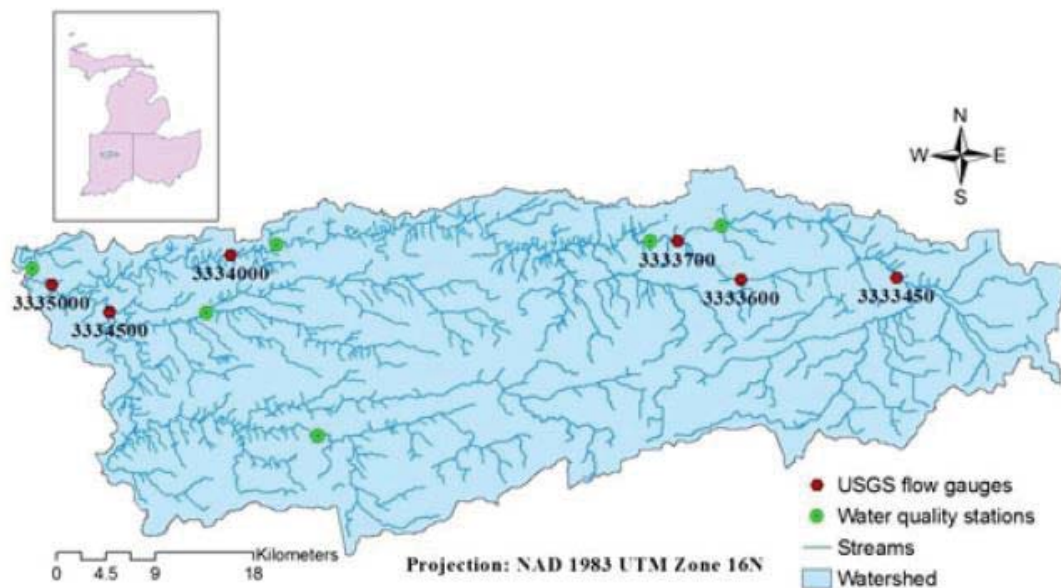 N
W E
S
3334000
3333700
3335000
3333600
3333450
3334500
USGS flow gauges
Water quality stations
Streams
Watershed
Kilometers
0 4.5 9 18
Projection: NAD 1983 UTM Zone 16N